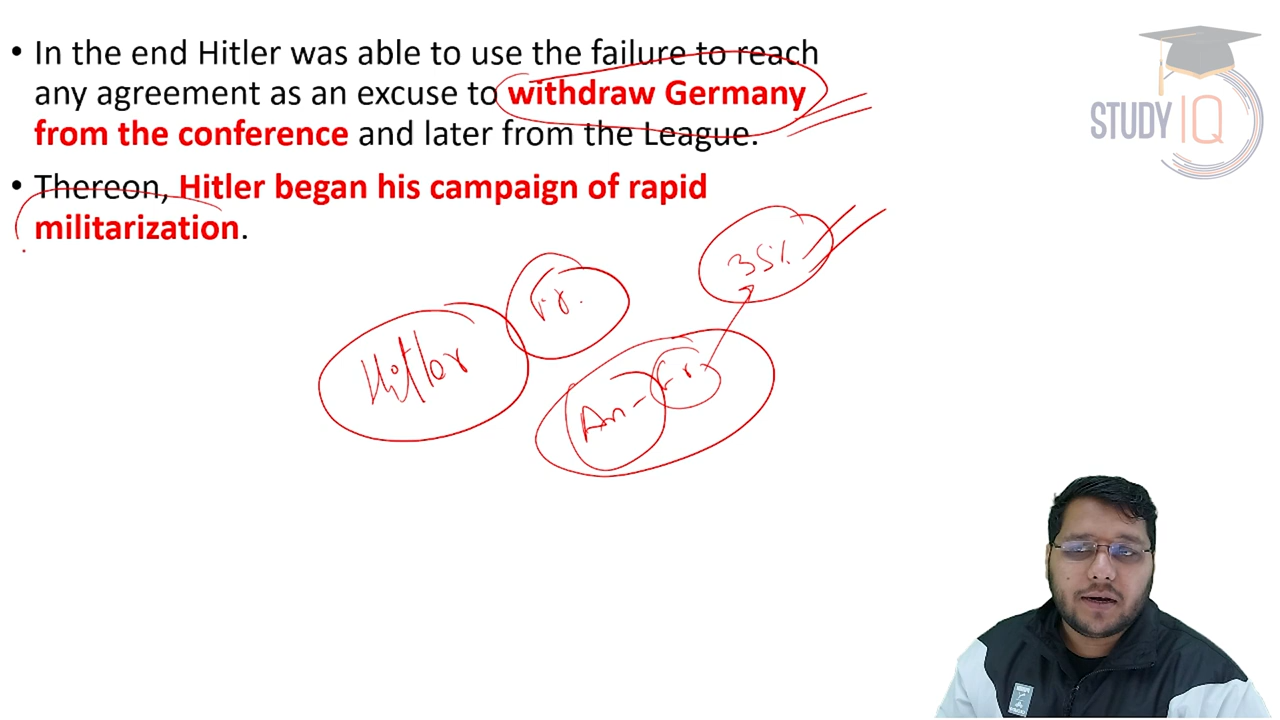 • In the end Hitler was able to use the failure to reach
any agreement as an excuse to withdraw Germany
from the conference and later from the League.
• Thereon, Hitler began his campaign of rapid
militarization.
STUDY IQ
35%
Hitler
An - Fr.